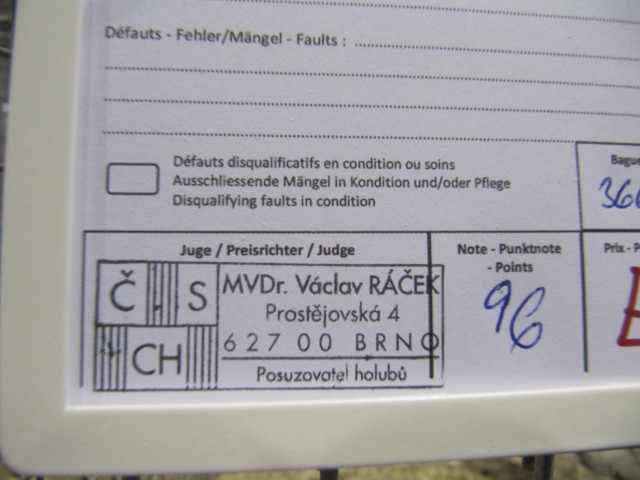 Défauts - Fehler/Mängel - Faults :
Défauts disqualificatifs en condition ou soins
Ausschliessende Mängel in Kondition und/oder Pflege
Disqualifying faults in condition
Juge / Preisrichter / Judge
Note - Punktnote
- Points
96
Č S
CH
MVDr. Václav RÁČEK
Prostějovská 4
627 00 BRNO
Posuzovatel holubů